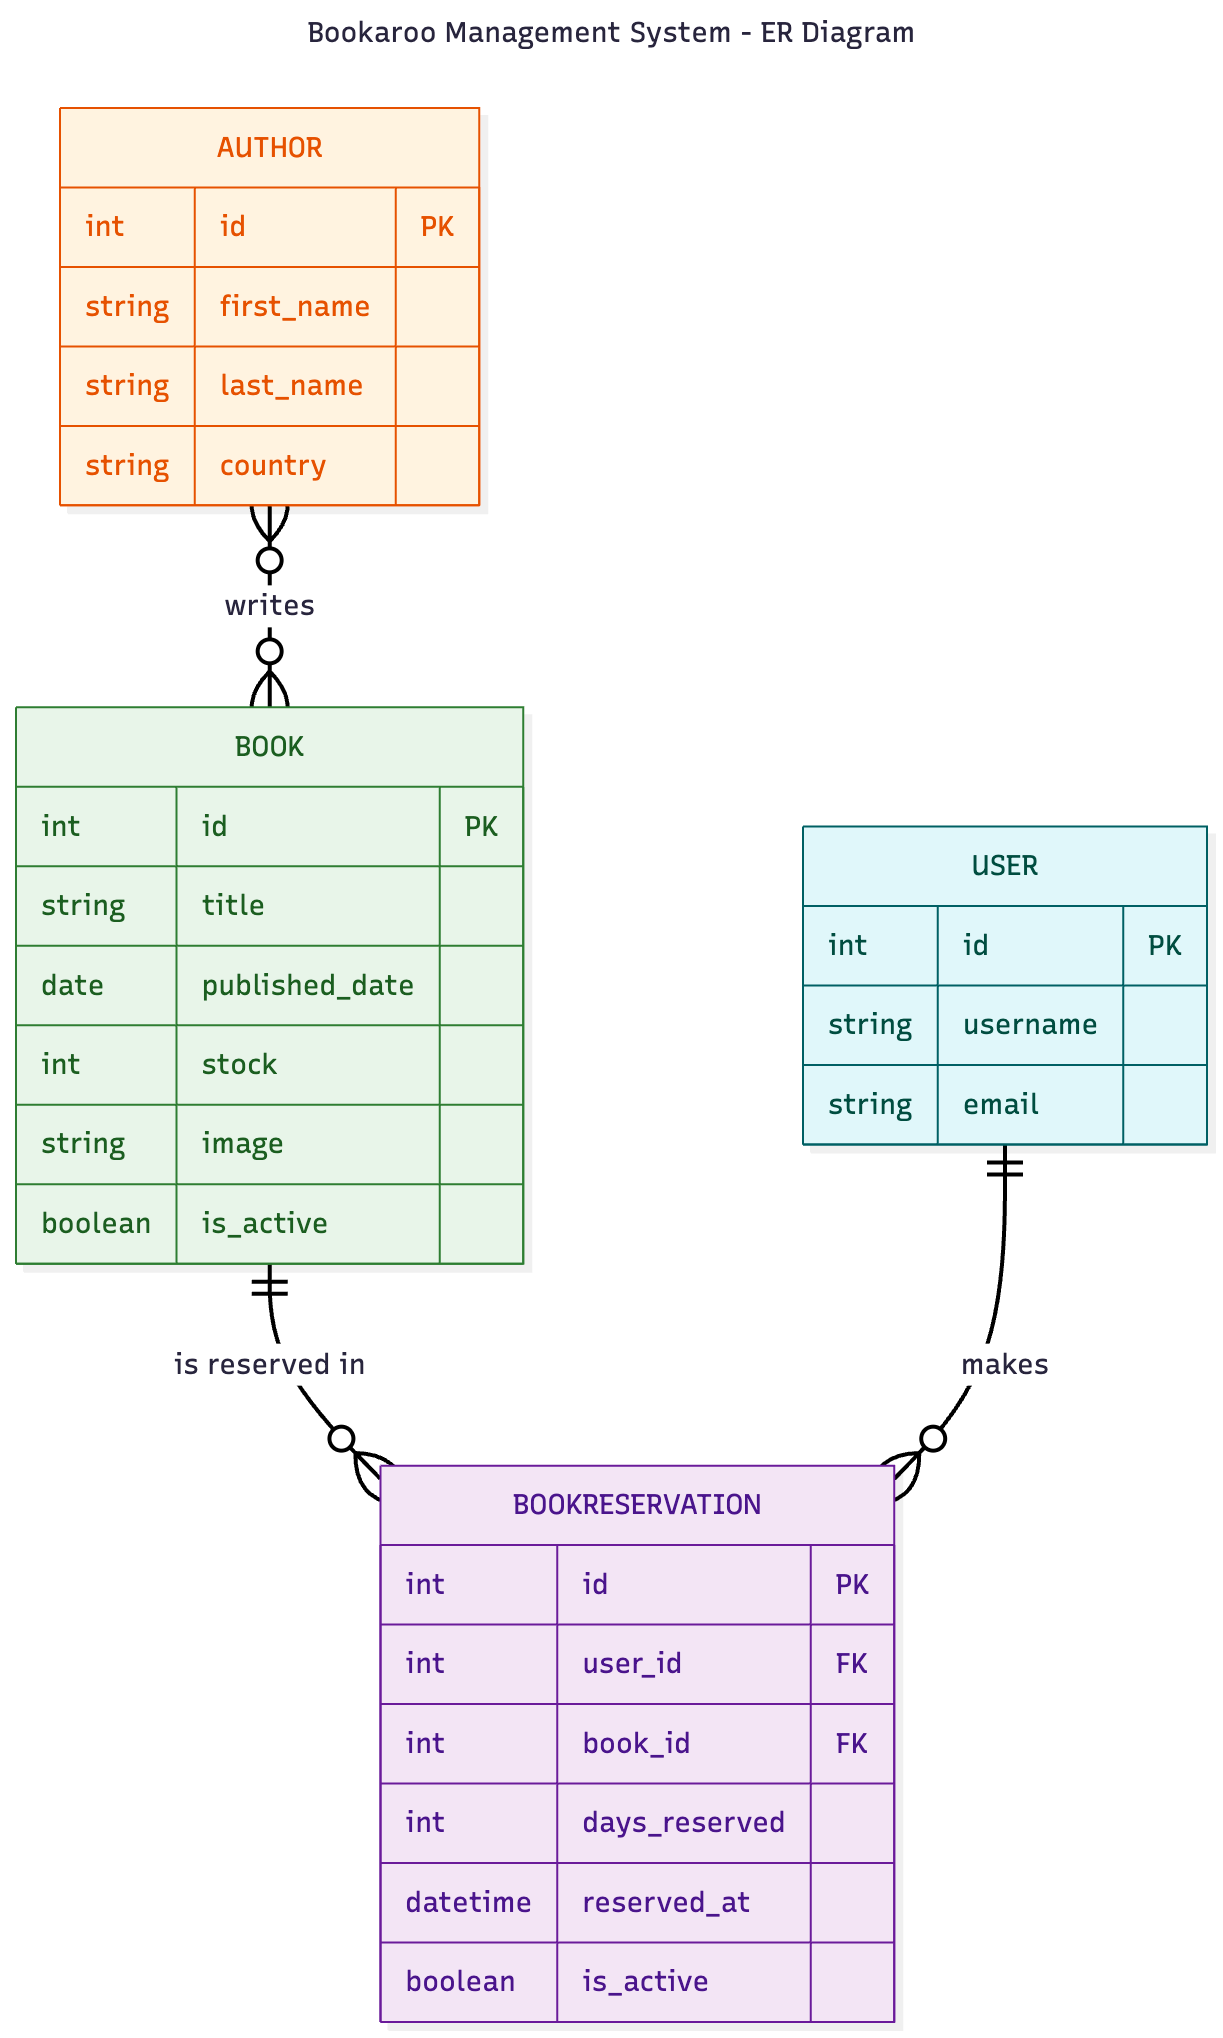 Bookaroo Management System - ER Diagram
AUTHOR
int id PK
string first_name
string last_name
string country
writes
BOOK
int id PK
string title
date published_date
int stock
string image
boolean is_active
USER
int id PK
string username
string email
is reserved in
makes
BOOKRESERVATION
int id PK
int user_id FK
int book_id FK
int days_reserved
datetime reserved_at
boolean is_active